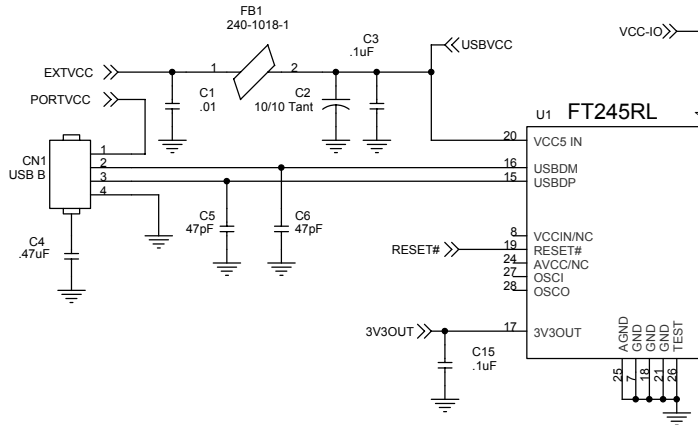 FB1
240-1018-1
C3
.1uF
USBVCC
VCC-IO
EXTVCC
1
2
PORTVCC
C1
.01
C2
10/10 Tant
U1
FT245RL
CN1
USB B
1
2
3
4
20
VCC5 IN
16
USBDM
15
USBDP
C5
47pF
C6
47pF
C4
.47uF
8
VCCIN/NC
RESET#
19
RESET#
24
AVCC/NC
27
OSCI
28
OSCO
3V3OUT
17
3V3OUT
C15
.1uF
AGND
GND
GND
GND
TEST
25
7
18
21
26